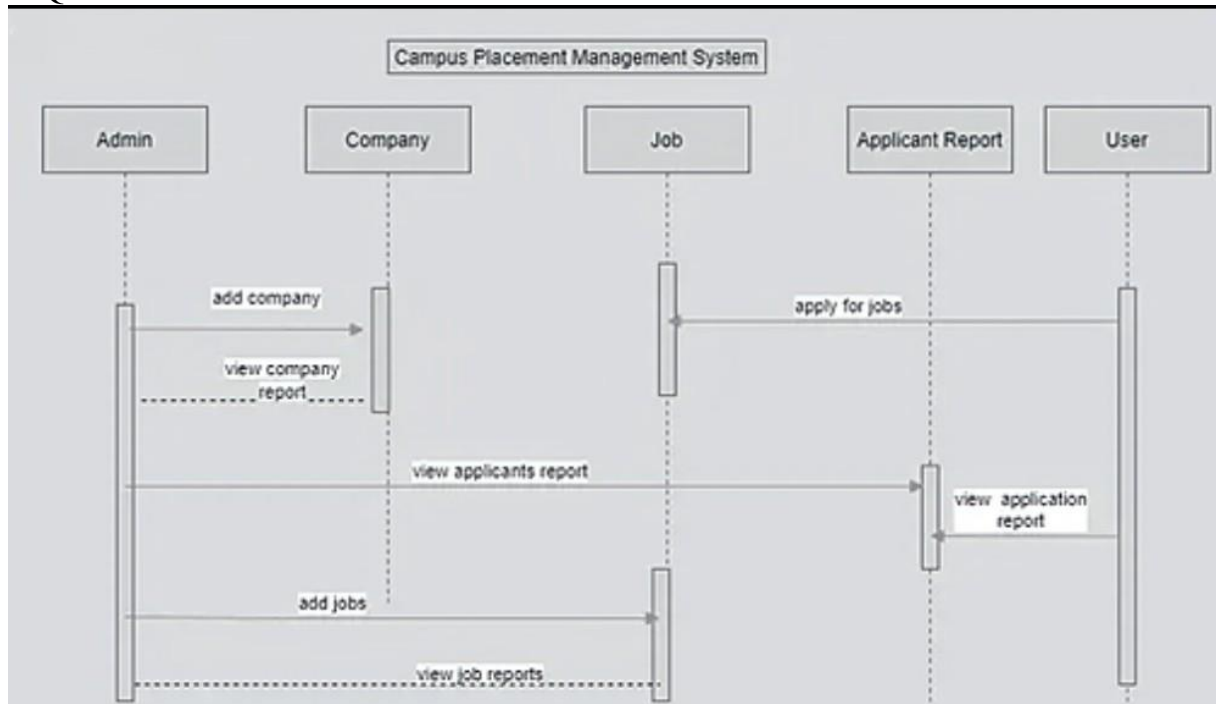 Campus Placement Management System
Admin
Company
Job
Applicant Report
User
add company
apply for jobs
view company
report
view applicants report
view application
report
add jobs
view job reports